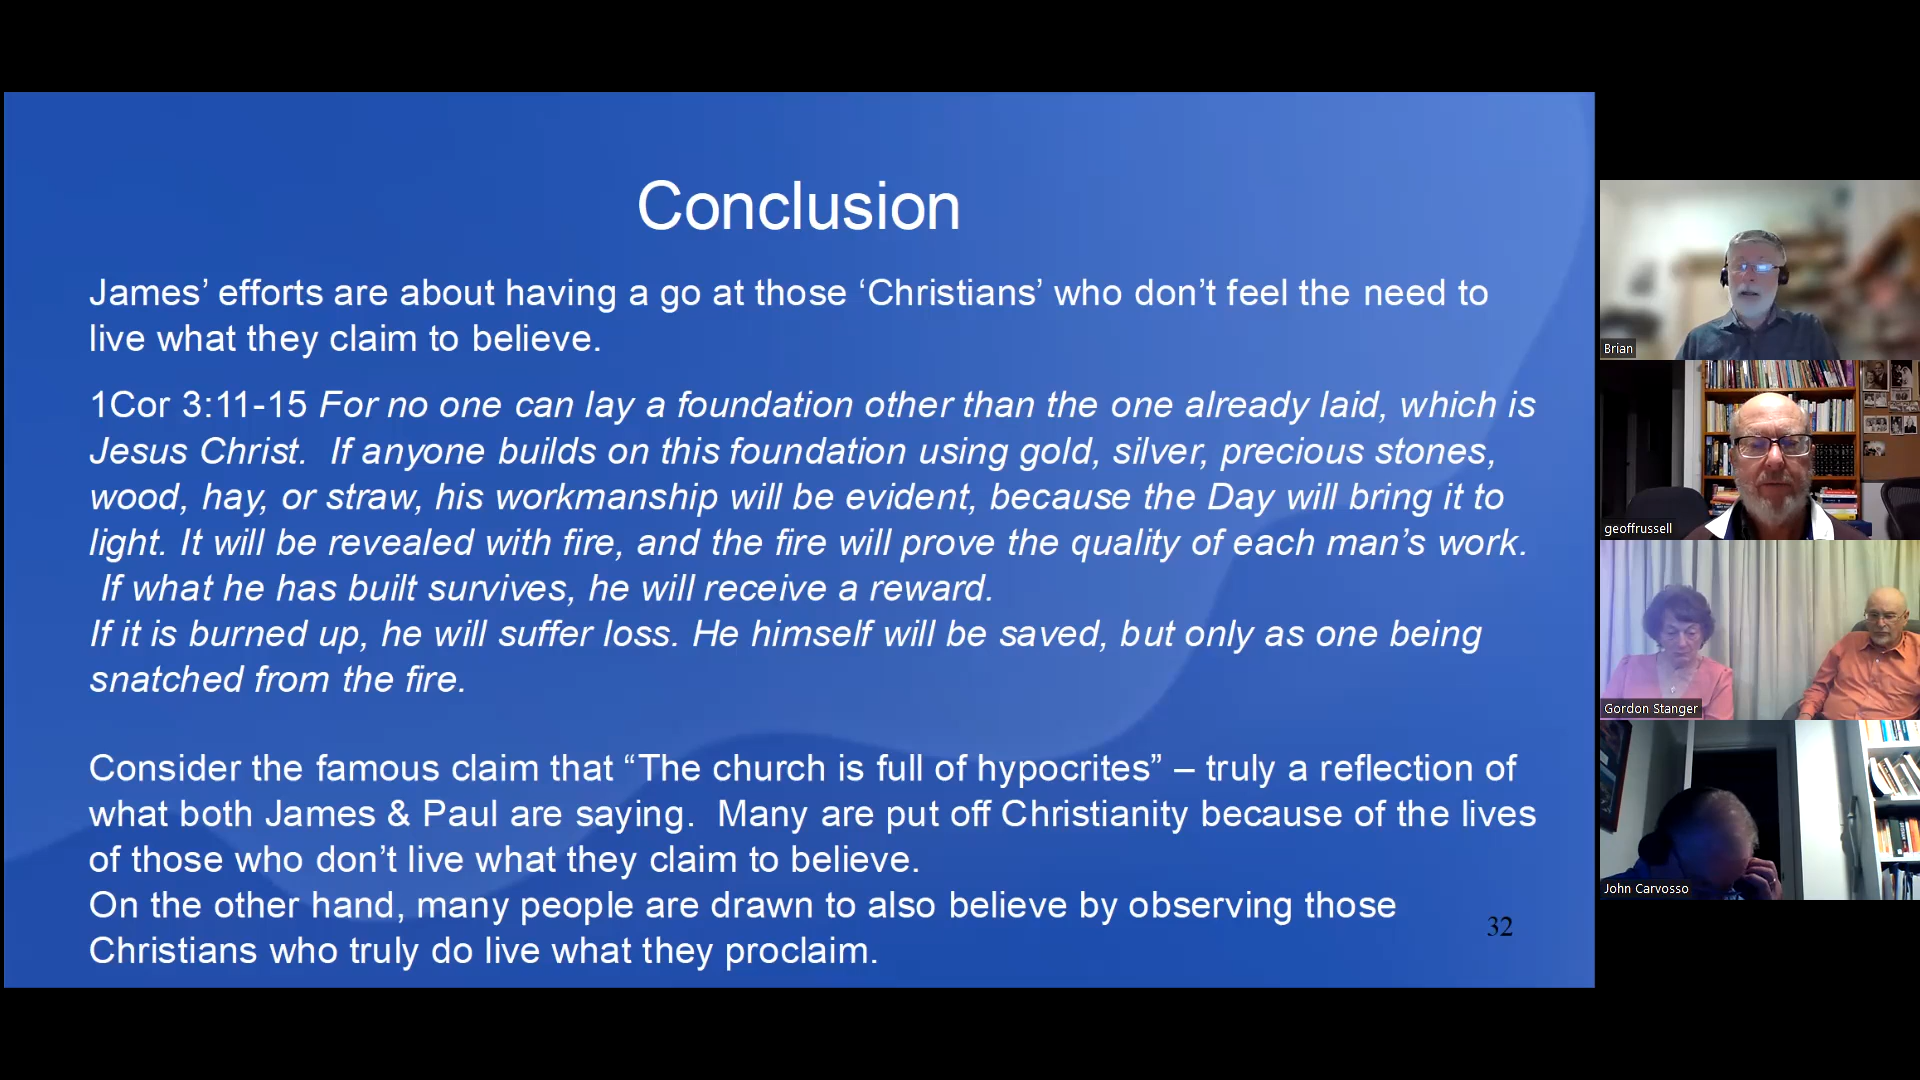 Conclusion
James’ efforts are about having a go at those ‘Christians’ who don’t feel the need to
live what they claim to believe.
1Cor 3:11-15 For no one can lay a foundation other than the one already laid, which is
Jesus Christ.  If anyone builds on this foundation using gold, silver, precious stones,
wood, hay, or straw, his workmanship will be evident, because the Day will bring it to
light. It will be revealed with fire, and the fire will prove the quality of each man’s work.
If what he has built survives, he will receive a reward.
If it is burned up, he will suffer loss. He himself will be saved, but only as one being
snatched from the fire.
Consider the famous claim that “The church is full of hypocrites” – truly a reflection of
what both James & Paul are saying.  Many are put off Christianity because of the lives
of those who don’t live what they claim to believe.
On the other hand, many people are drawn to also believe by observing those
Christians who truly do live what they proclaim.
32
Brian
geoffrussell
Gordon Stanger
John Carvosso